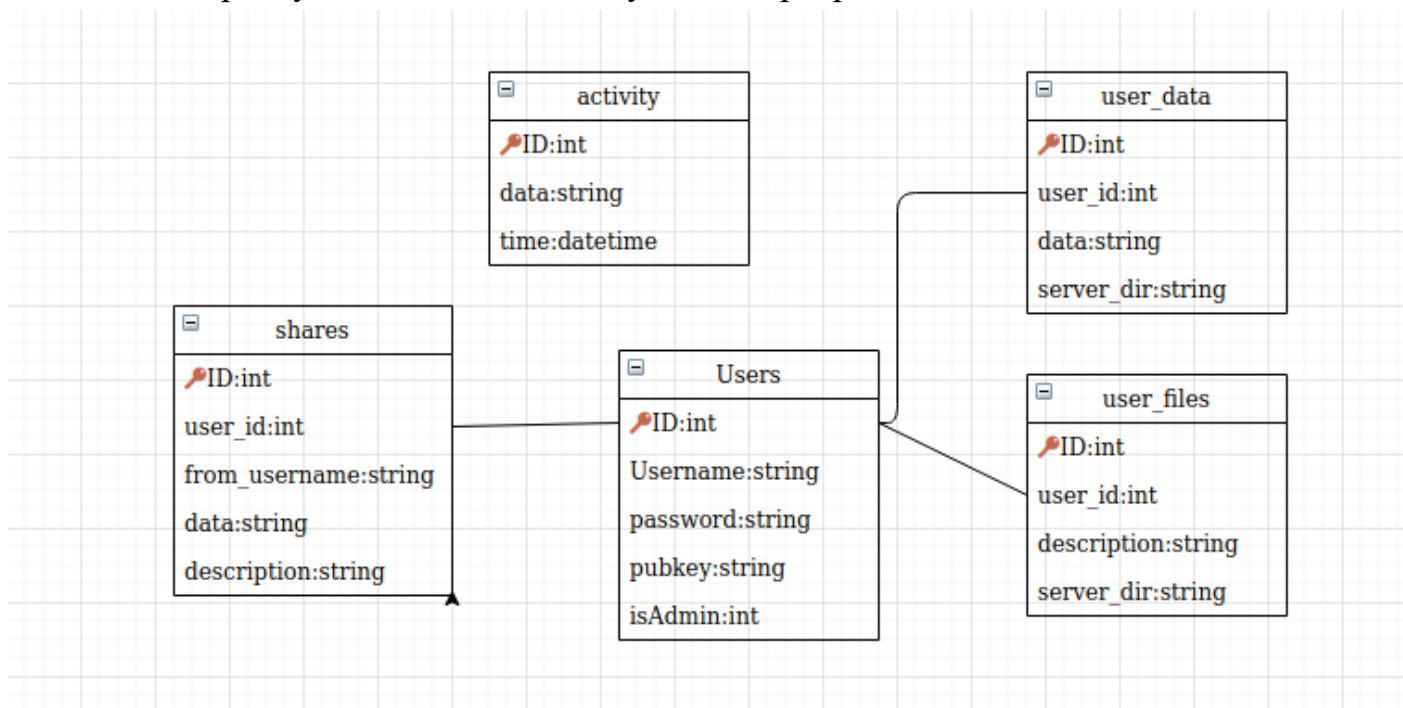 activity
ID:int
data:string
time:datetime
user_data
ID:int
user_id:int
data:string
server_dir:string
shares
ID:int
user_id:int
from_username:string
data:string
description:string
Users
ID:int
Username:string
password:string
pubkey:string
isAdmin:int
user_files
ID:int
user_id:int
description:string
server_dir:string